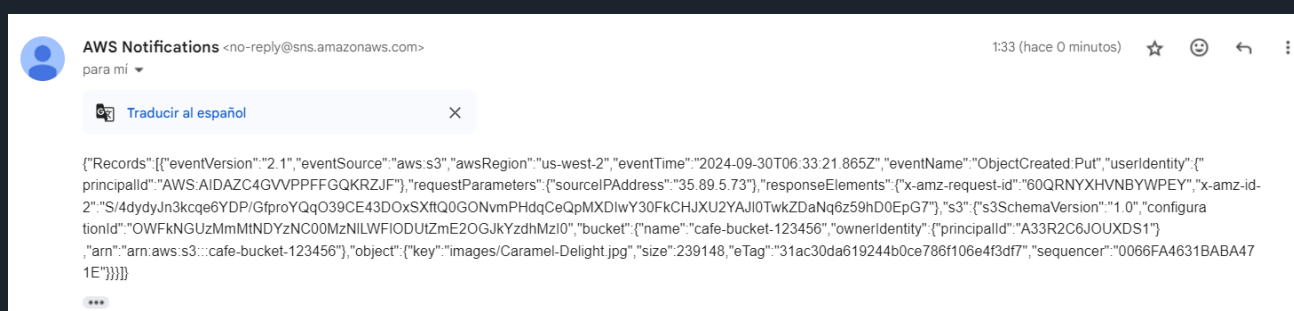 AWS Notifications <no-reply@sns.amazonaws.com>
1:33 (hace 0 minutos)
para mí
Traducir al español
{"Records":[{"eventVersion":"2.1","eventSource":"aws:s3","awsRegion":"us-west-2","eventTime":"2024-09-30T06:33:21.865Z","eventName":"ObjectCreated:Put","userIdentity":{"
principalId":"AWS:AIDAZC4GVVPPFFGQKRZJF"},"requestParameters":{"sourceIPAddress":"35.89.5.73"},"responseElements":{"x-amz-request-id":"60QRNYXHVNBYWPEY","x-amz-id-
2":"S/4dydyJn3kcqe6YDP/GfproYQqO39CE43DOxSXftQ0GONvmPHdqCeQpMXDIwY30FkCHJXU2YAJl0TwkZDaNq6z59hD0EpG7"},"s3":{"s3SchemaVersion":"1.0","configura
tionId":"OWFkNGUzMmMtNDYzNC00MzNlLWFlODUtZmE2OGJkYzdhMzI0","bucket":{"name":"cafe-bucket-123456","ownerIdentity":{"principalId":"A33R2C6JOUXDS1"}
,"arn":"arn:aws:s3:::cafe-bucket-123456"},"object":{"key":"images/Caramel-Delight.jpg","size":239148,"eTag":"31ac30da619244b0ce786f106e4f3df7","sequencer":"0066FA4631BABA47
1E"}}}]}